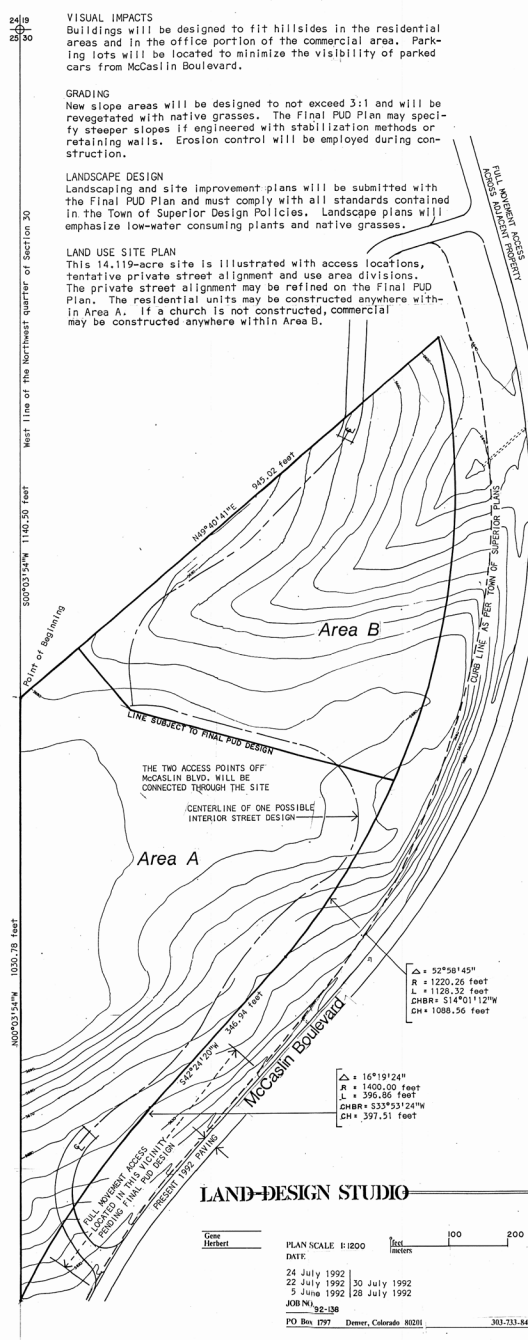 24 19
25 30
VISUAL IMPACTS
Buildings will be designed to fit hillsides in the residential
areas and in the office portion of the commercial area. Park-
ing lots will be located to minimize the visibility of parked
cars from McCaslin Boulevard.
GRADING
New slope areas will be designed to not exceed 3:1 and will be
revegetated with native grasses. The Final PUD Plan may speci-
fy steeper slopes if engineered with stabilization methods or
retaining walls. Erosion control will be employed during con-
struction.
LANDSCAPE DESIGN
Landscaping and site improvement plans will be submitted with
the Final PUD Plan and must comply with all standards contained
in the Town of Superior Design Policies. Landscape plans will
emphasize low-water consuming plants and native grasses.
LAND USE SITE PLAN
This 14.119-acre site is illustrated with access locations,
tentative private street alignment and use area divisions.
The private street alignment may be refined on the Final PUD
Plan. The residential units may be constructed anywhere with-
in Area A. If a church is not constructed, commercial
may be constructed anywhere within Area B.
FULL MOVEMENT ACCESS
ACROSS ADJACENT PROPERTY
West line of the Northwest quarter of Section 30
S00°03'54"W 1140.50 feet
N49°40'41"E 945.02 feet
Point of Beginning
Area B
CURB LINE AS PER TOWN OF SUPERIOR PLANS
LINE SUBJECT TO FINAL PUD DESIGN
THE TWO ACCESS POINTS OFF
McCASLIN BLVD. WILL BE
CONNECTED THROUGH THE SITE
CENTERLINE OF ONE POSSIBLE
INTERIOR STREET DESIGN
Area A
N00°03'54"W 1030.78 feet
△ = 52°58'45"
R = 1220.26 feet
L = 1128.32 feet
CHBR= S14°01'12"W
CH = 1088.56 feet
S42°24'20"W 346.94 feet
McCaslin Boulevard
△ = 16°19'24"
R = 1400.00 feet
L = 396.86 feet
CHBR= S33°53'24"W
CH = 397.51 feet
FULL MOVEMENT ACCESS
LOCATED IN THIS VICINITY
PENDING FINAL PUD DESIGN
PRESENT 1992 PAVING
LAND-DESIGN STUDIO
Gene
Herbert
PLAN SCALE 1:1200
feet 100 200
meters
DATE
24 July 1992
22 July 1992 30 July 1992
5 June 1992 28 July 1992
JOB NO. 92-138
PO Box 1797 Denver, Colorado 80201 303-733-84